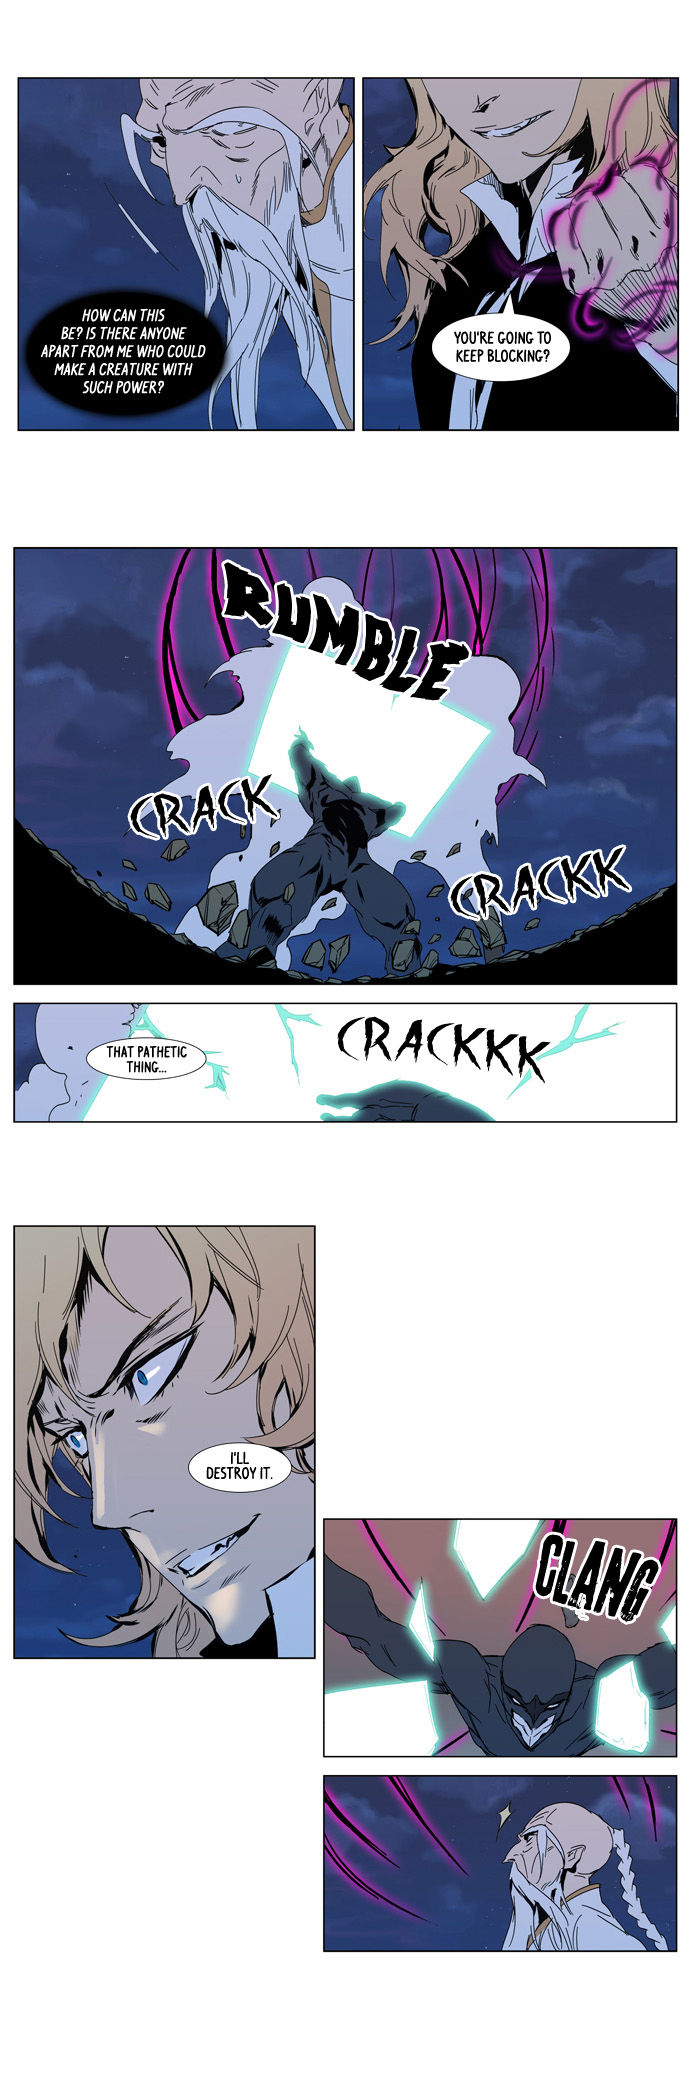 HOW CAN THIS
BE? IS THERE ANYONE
APART FROM ME WHO COULD
MAKE A CREATURE WITH
SUCH POWER?
YOU'RE GOING TO
KEEP BLOCKING?
RUMBLE
CRACK
CRACKK
THAT PATHETIC
THING...
CRACKKK
I'LL
DESTROY IT.
CLANG